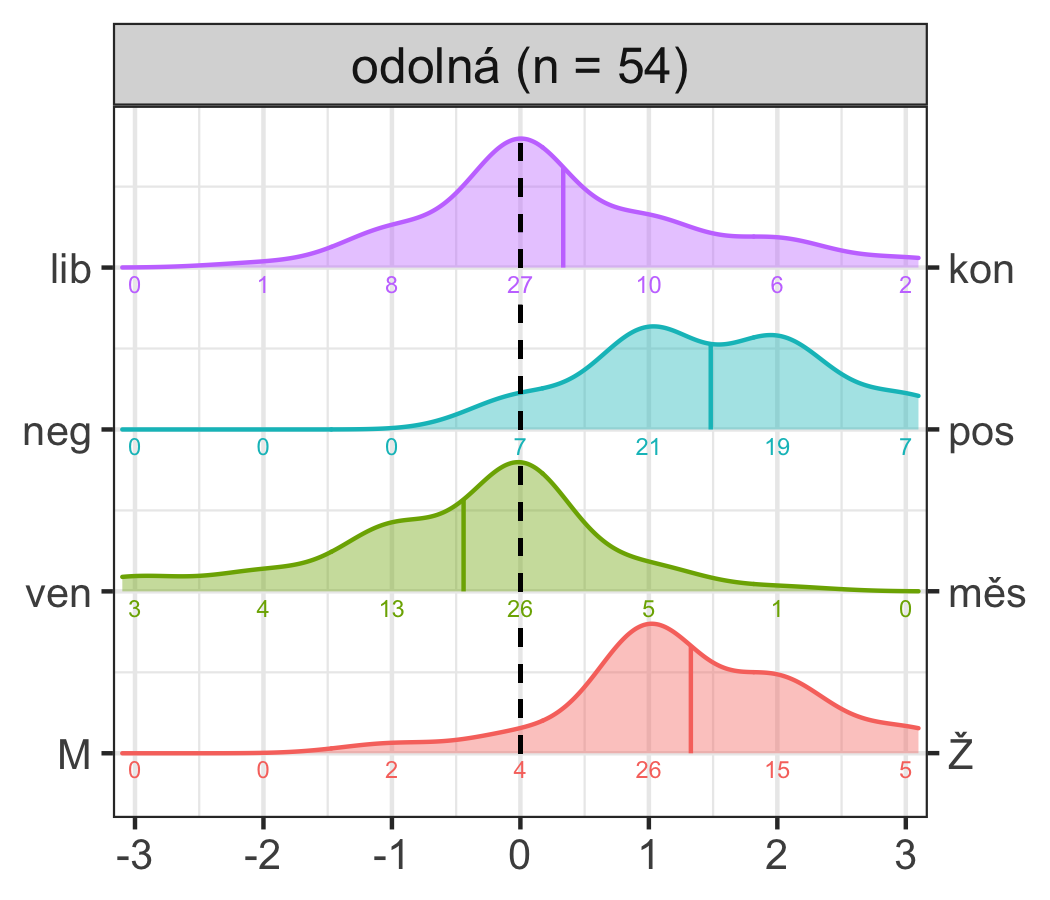 odolná (n = 54)
lib kon
0 1 8 27 10 6 2
neg pos
0 0 0 7 21 19 7
ven měs
3 4 13 26 5 1 0
M Ž
0 0 2 4 26 15 5
-3 -2 -1 0 1 2 3